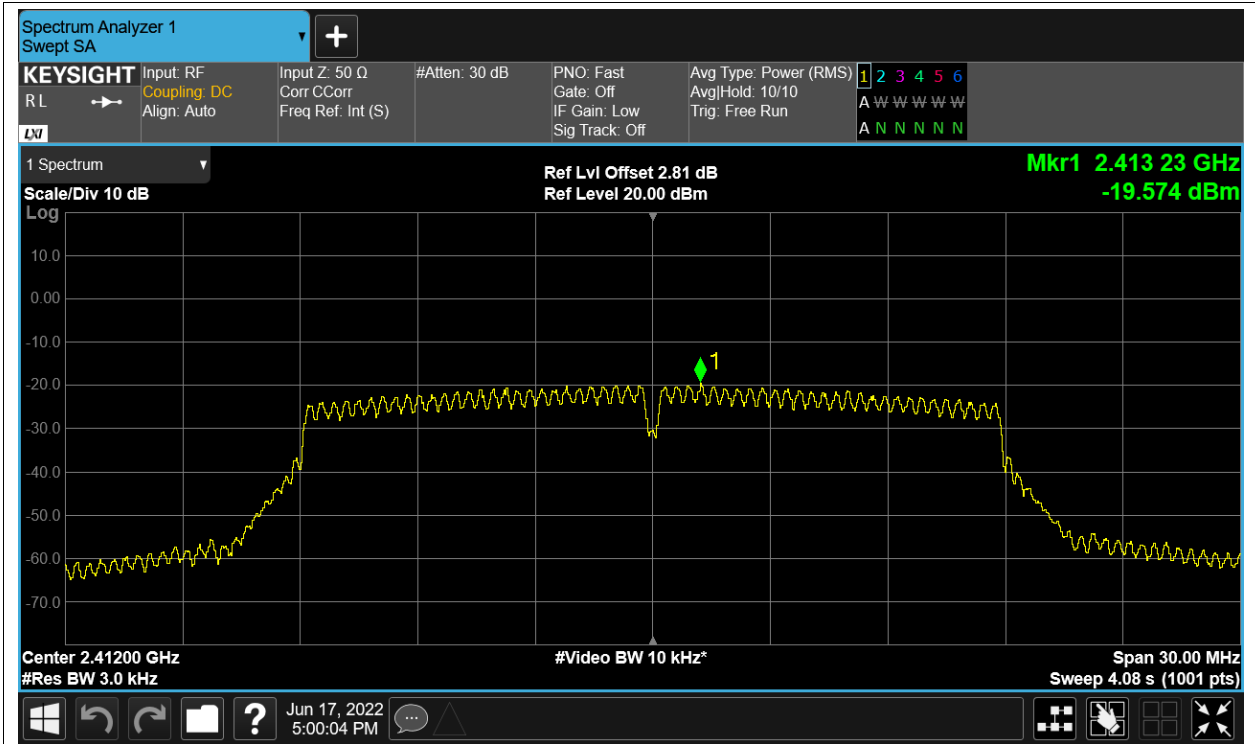 Spectrum Analyzer 1
Swept SA
KEYSIGHT
R L
LXI
Input: RF
Coupling: DC
Align: Auto
Input Z: 50 Ω
Corr CCorr
Freq Ref: Int (S)
#Atten: 30 dB
PNO: Fast
Gate: Off
IF Gain: Low
Sig Track: Off
Avg Type: Power (RMS)
Avg|Hold: 10/10
Trig: Free Run
1 2 3 4 5 6
A W W W W W
A N N N N N
1 Spectrum
Scale/Div 10 dB
Ref Lvl Offset 2.81 dB
Ref Level 20.00 dBm
Mkr1 2.413 23 GHz
-19.574 dBm
Log
10.0
0.00
-10.0
-20.0
-30.0
-40.0
-50.0
-60.0
-70.0
1
Center 2.41200 GHz
#Res BW 3.0 kHz
#Video BW 10 kHz*
Span 30.00 MHz
Sweep 4.08 s (1001 pts)
?
Jun 17, 2022
5:00:04 PM